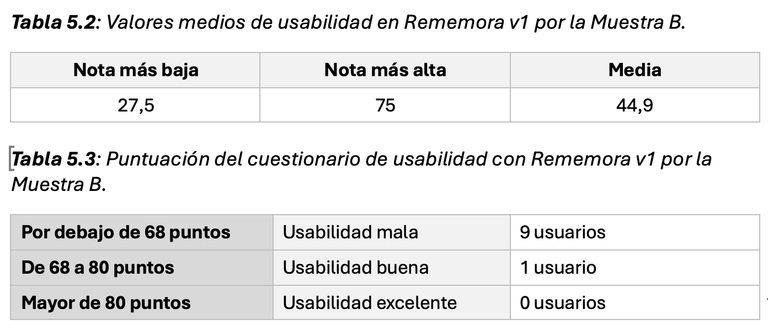 Tabla 5.2: Valores medios de usabilidad en Rememora v1 por la Muestra B.
Nota más baja Nota más alta Media
27,5 75 44,9
Tabla 5.3: Puntuación del cuestionario de usabilidad con Rememora v1 por la
Muestra B.
Por debajo de 68 puntos Usabilidad mala 9 usuarios
De 68 a 80 puntos Usabilidad buena 1 usuario
Mayor de 80 puntos Usabilidad excelente 0 usuarios